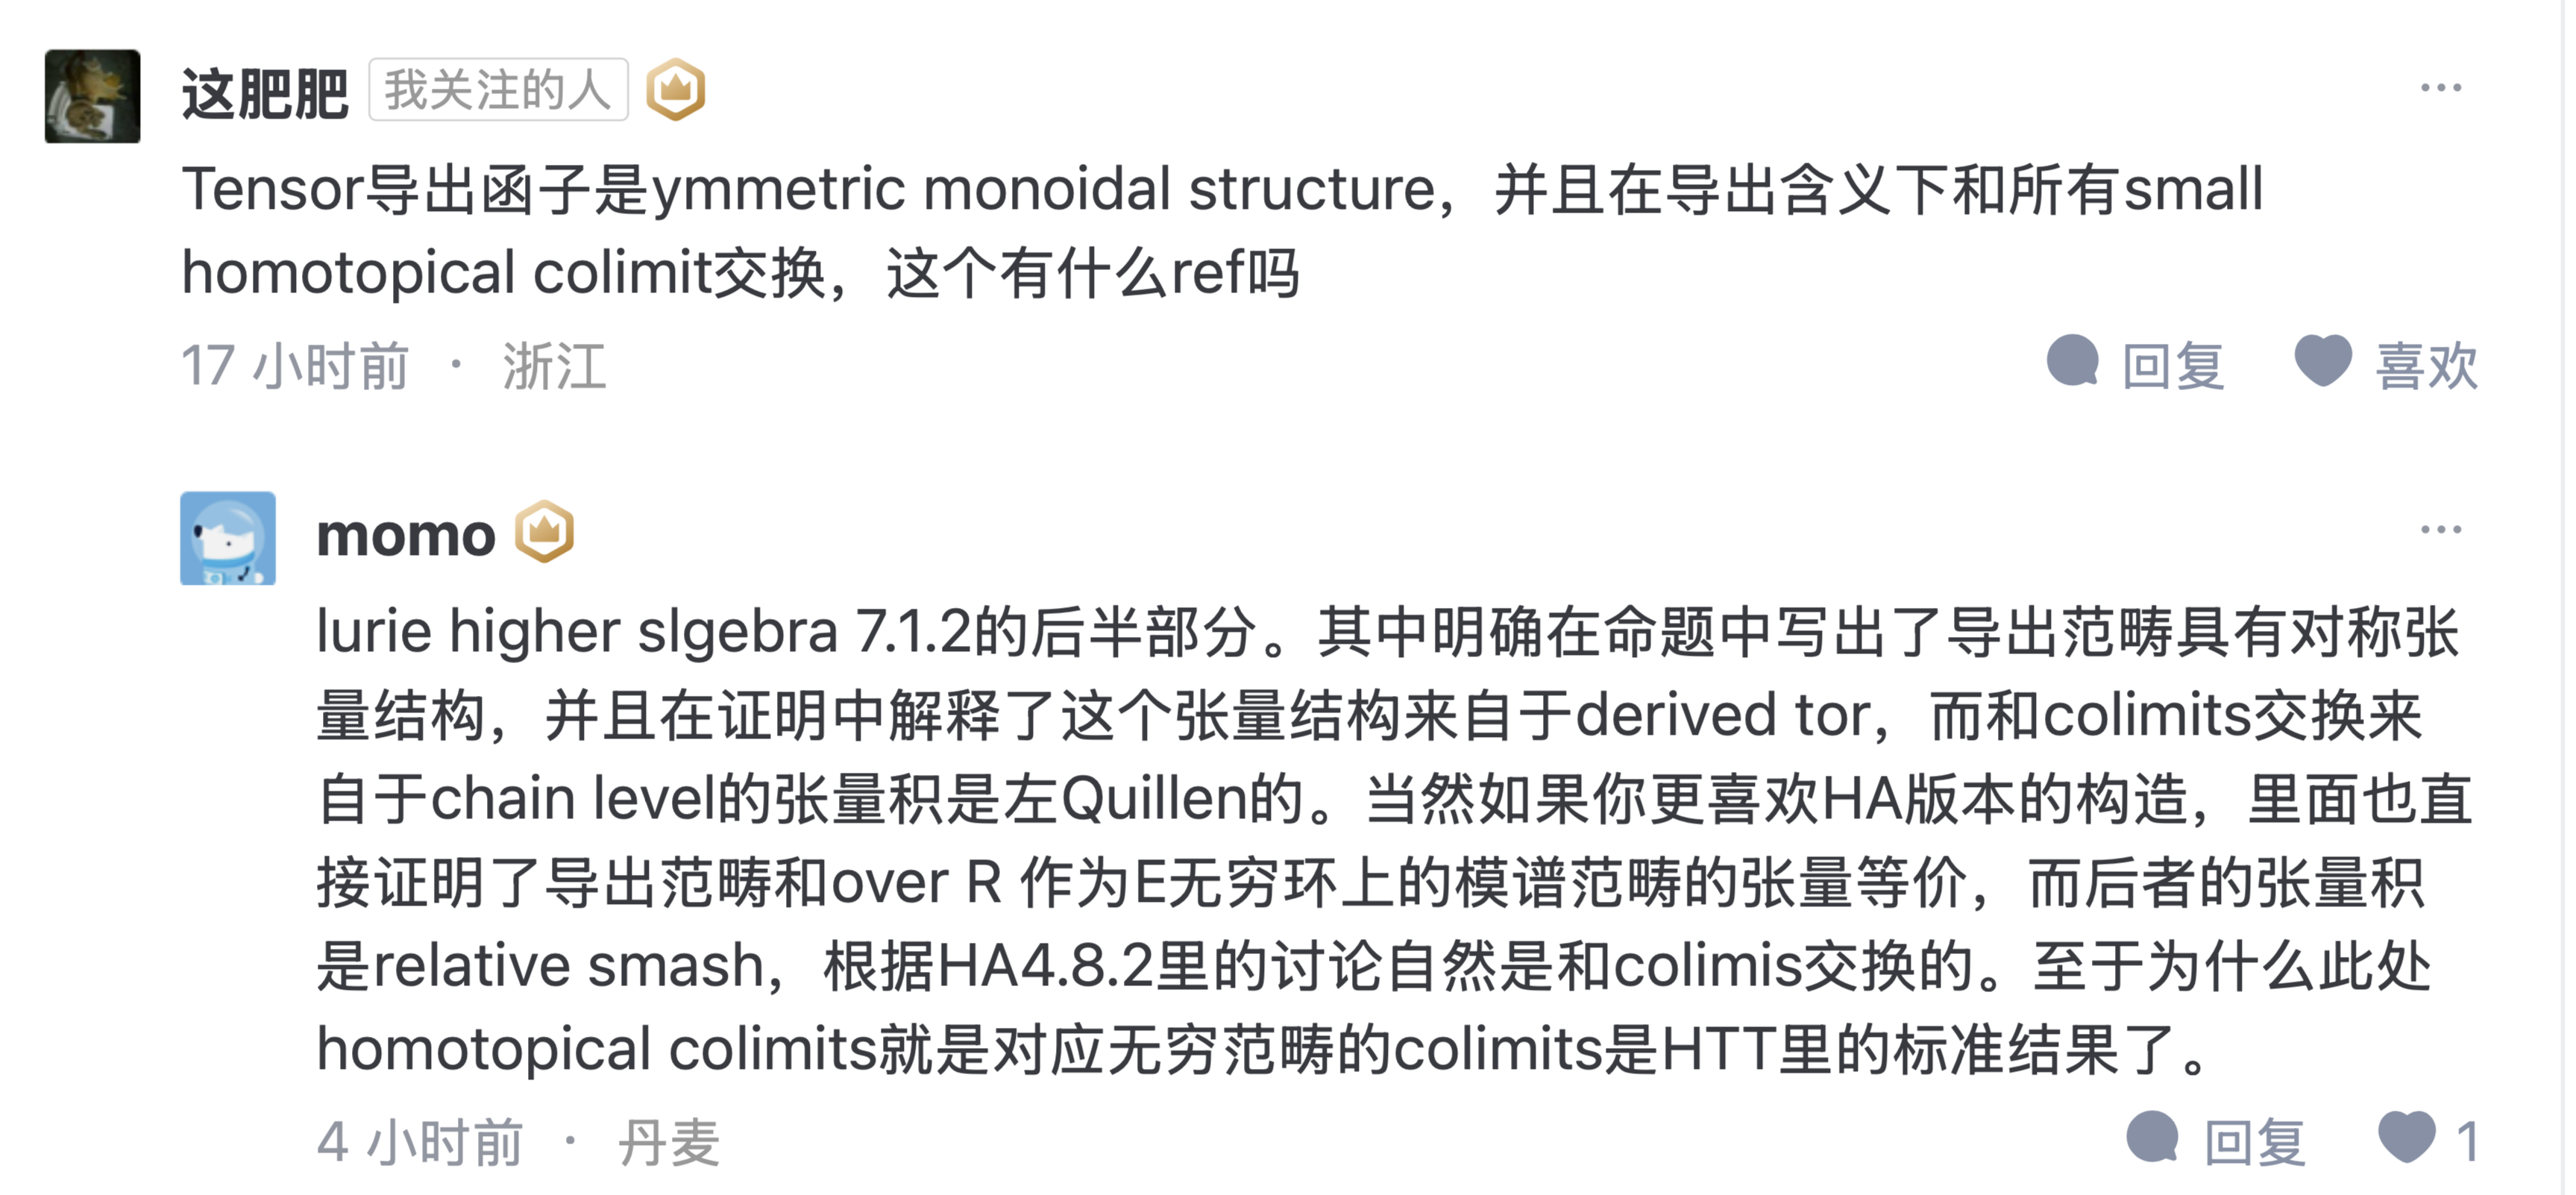 这肥肥 我关注的人
Tensor导出函子是ymmetric monoidal structure，并且在导出含义下和所有small
homotopical colimit交换，这个有什么ref吗
17 小时前 · 浙江 回复 喜欢
momo
lurie higher slgebra 7.1.2的后半部分。其中明确在命题中写出了导出范畴具有对称张
量结构，并且在证明中解释了这个张量结构来自于derived tor，而和colimits交换来
自于chain level的张量积是左Quillen的。当然如果你更喜欢HA版本的构造，里面也直
接证明了导出范畴和over R 作为E无穷环上的模谱范畴的张量等价，而后者的张量积
是relative smash，根据HA4.8.2里的讨论自然是和colimis交换的。至于为什么此处
homotopical colimits就是对应无穷范畴的colimits是HTT里的标准结果了。
4 小时前 · 丹麦 回复 1